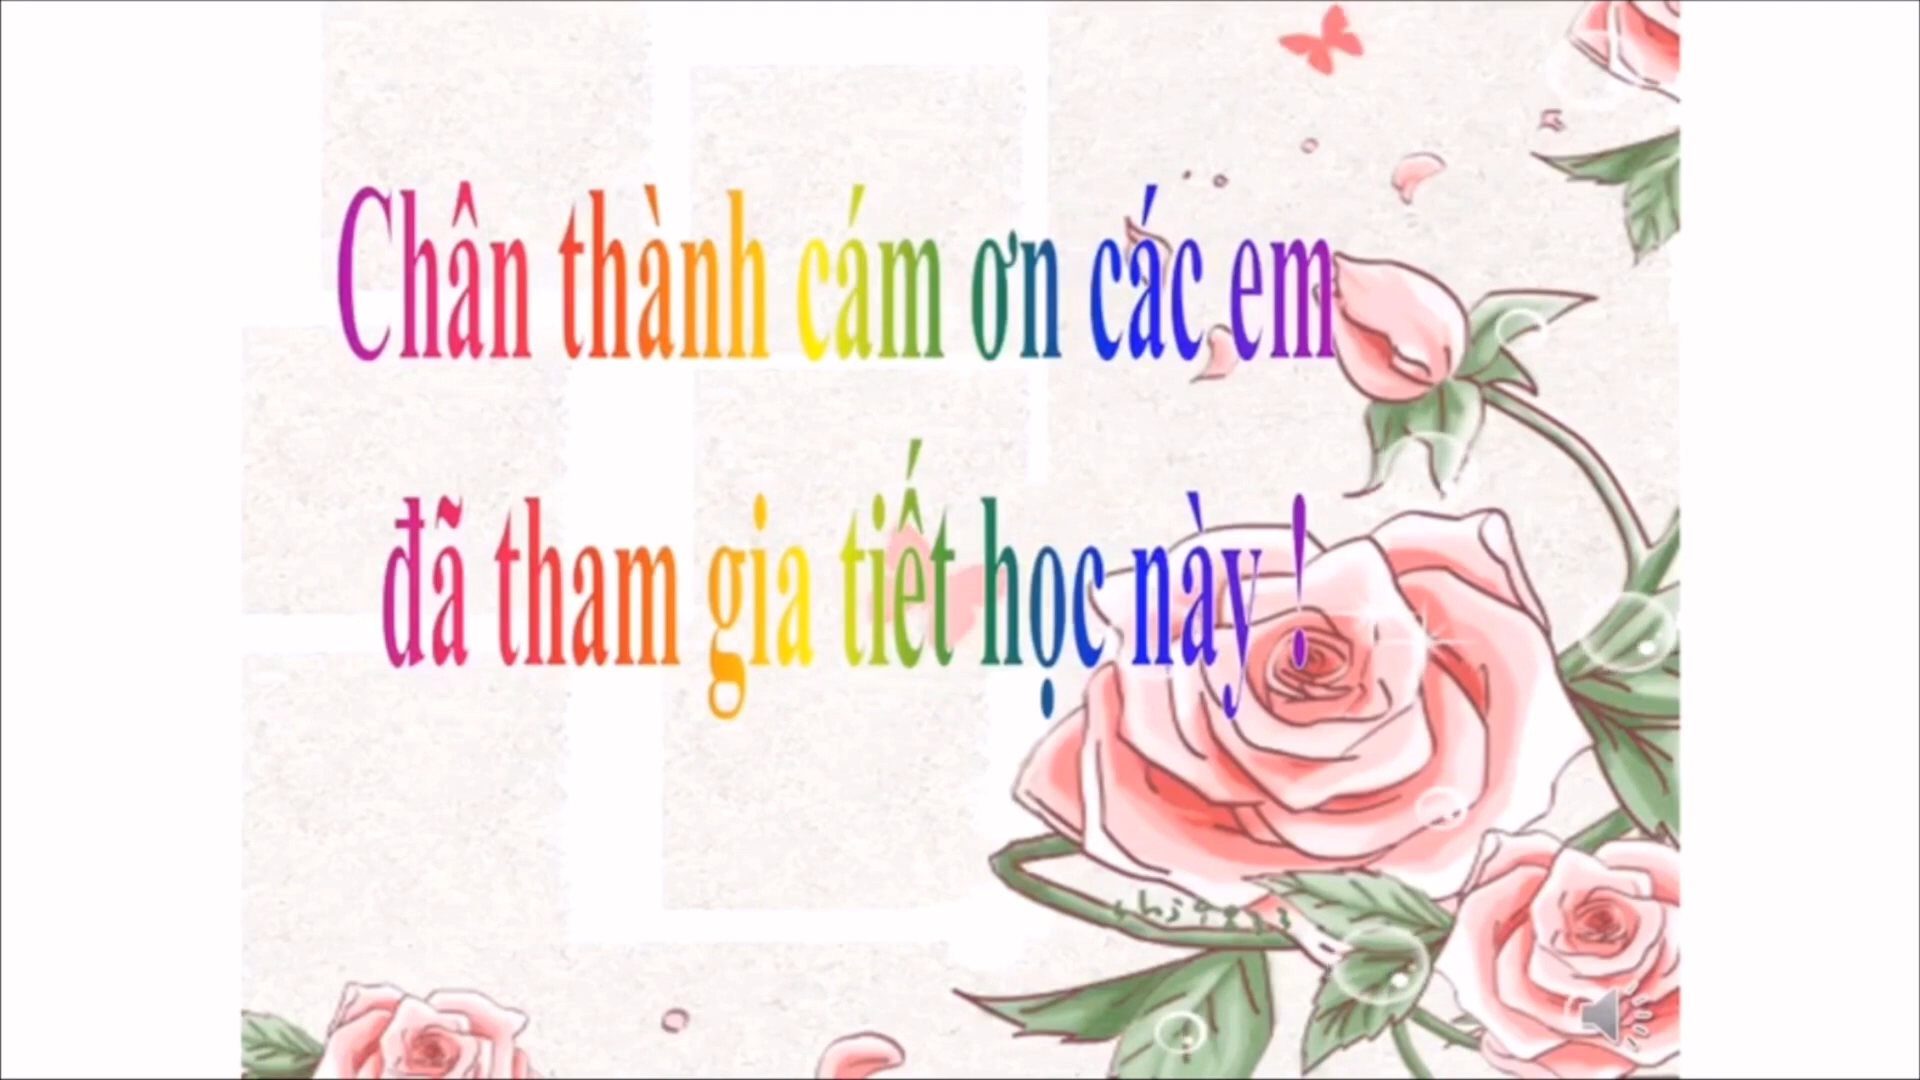 Chân thành cám ơn các em
đã tham gia tiết học này !